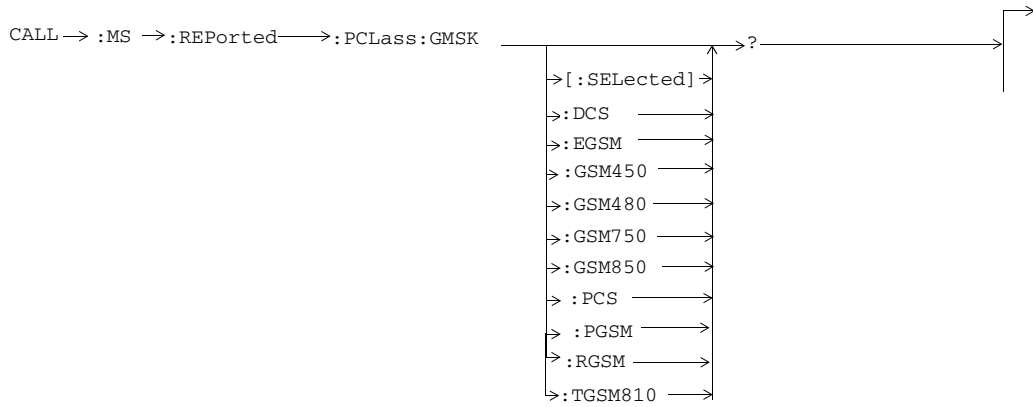 CALL :MS :REPorted :PCLass:GMSK ?
[:SELected]
:DCS
:EGSM
:GSM450
:GSM480
:GSM750
:GSM850
:PCS
:PGSM
:RGSM
:TGSM810